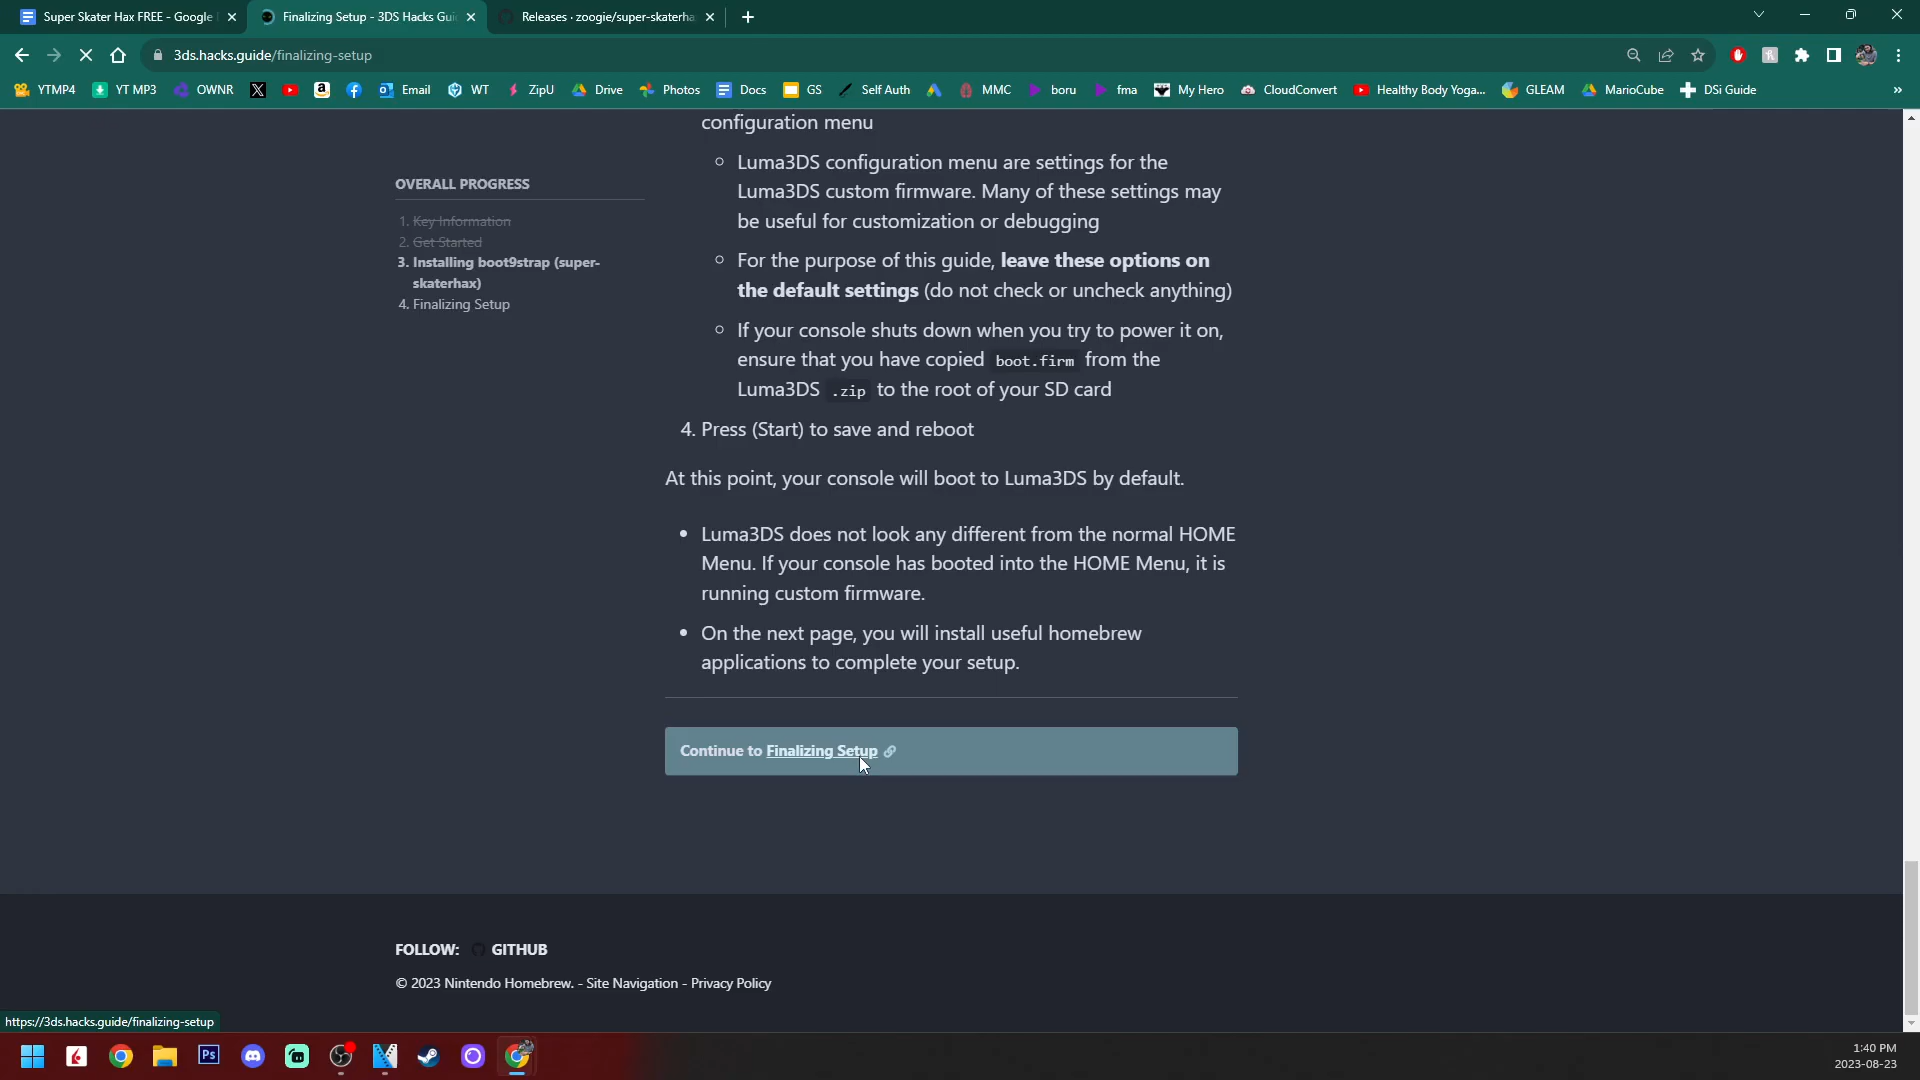 Super Skater Hax FREE - Google
Finalizing Setup - 3DS Hacks Gui
Releases · zoogie/super-skaterha
3ds.hacks.guide/finalizing-setup
YTMP4
YT MP3
OWNR
Email
WT
ZipU
Drive
Photos
Docs
GS
Self Auth
MMC
boru
fma
My Hero
CloudConvert
Healthy Body Yoga...
GLEAM
MarioCube
DSi Guide
»
OVERALL PROGRESS
1. Key Information
2. Get Started
3. Installing boot9strap (super-
skaterhax)
4. Finalizing Setup
configuration menu
Luma3DS configuration menu are settings for the
Luma3DS custom firmware. Many of these settings may
be useful for customization or debugging
For the purpose of this guide, leave these options on
the default settings (do not check or uncheck anything)
If your console shuts down when you try to power it on,
ensure that you have copied boot.firm from the
Luma3DS .zip to the root of your SD card
4. Press (Start) to save and reboot
At this point, your console will boot to Luma3DS by default.
Luma3DS does not look any different from the normal HOME
Menu. If your console has booted into the HOME Menu, it is
running custom firmware.
On the next page, you will install useful homebrew
applications to complete your setup.
Continue to Finalizing Setup
FOLLOW: GITHUB
© 2023 Nintendo Homebrew. - Site Navigation - Privacy Policy
https://3ds.hacks.guide/finalizing-setup
Ps
1:40 PM
2023-08-23